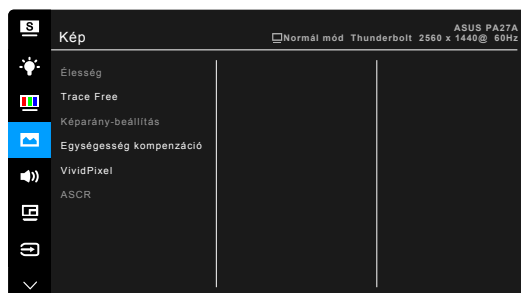 S
Kép
ASUS PA27A
Normál mód Thunderbolt 2560 x 1440@ 60Hz
Élesség
Trace Free
Képarány-beállítás
Egységesség kompenzáció
VividPixel
ASCR